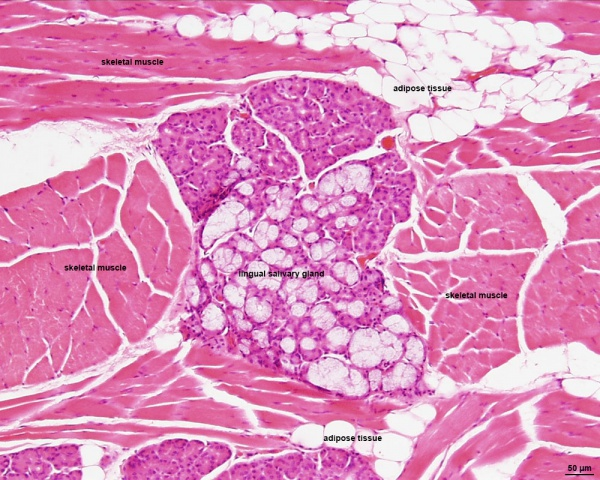 skeletal muscle
adipose tissue
skeletal muscle
lingual salivary gland
skeletal muscle
adipose tissue
50 µm